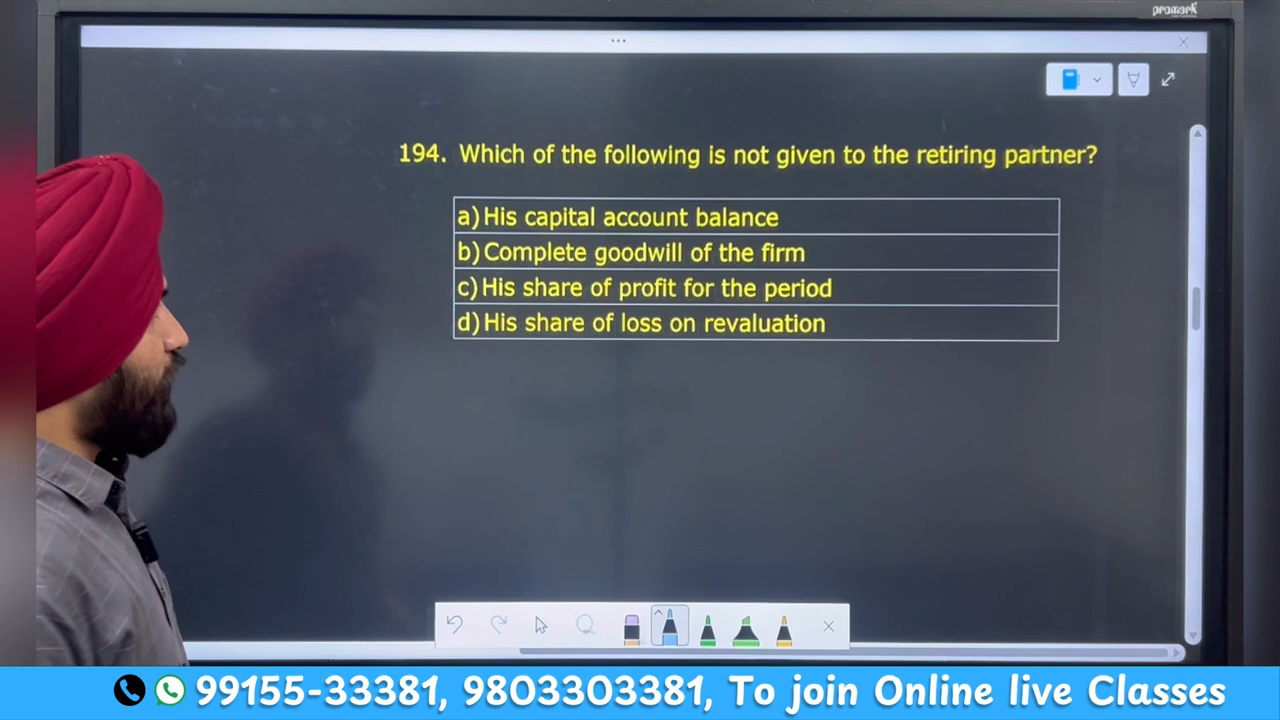 promark
194. Which of the following is not given to the retiring partner?
a) His capital account balance
b) Complete goodwill of the firm
c) His share of profit for the period
d) His share of loss on revaluation
99155-33381, 9803303381, To join Online live Classes